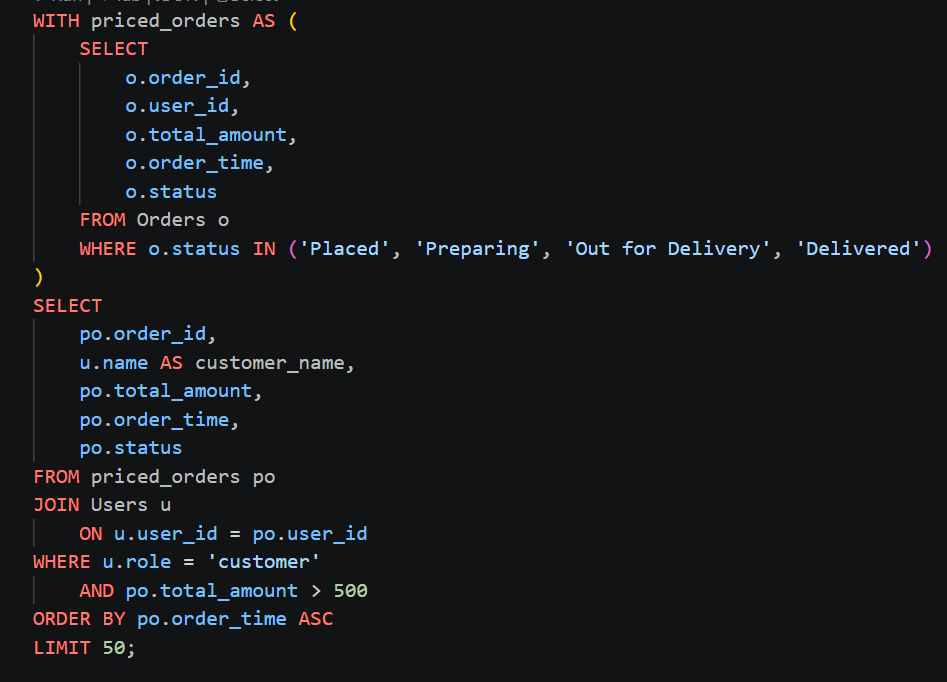 WITH priced_orders AS (
    SELECT
        o.order_id,
        o.user_id,
        o.total_amount,
        o.order_time,
        o.status
    FROM Orders o
    WHERE o.status IN ('Placed', 'Preparing', 'Out for Delivery', 'Delivered')
)
SELECT
    po.order_id,
    u.name AS customer_name,
    po.total_amount,
    po.order_time,
    po.status
FROM priced_orders po
JOIN Users u
    ON u.user_id = po.user_id
WHERE u.role = 'customer'
    AND po.total_amount > 500
ORDER BY po.order_time ASC
LIMIT 50;